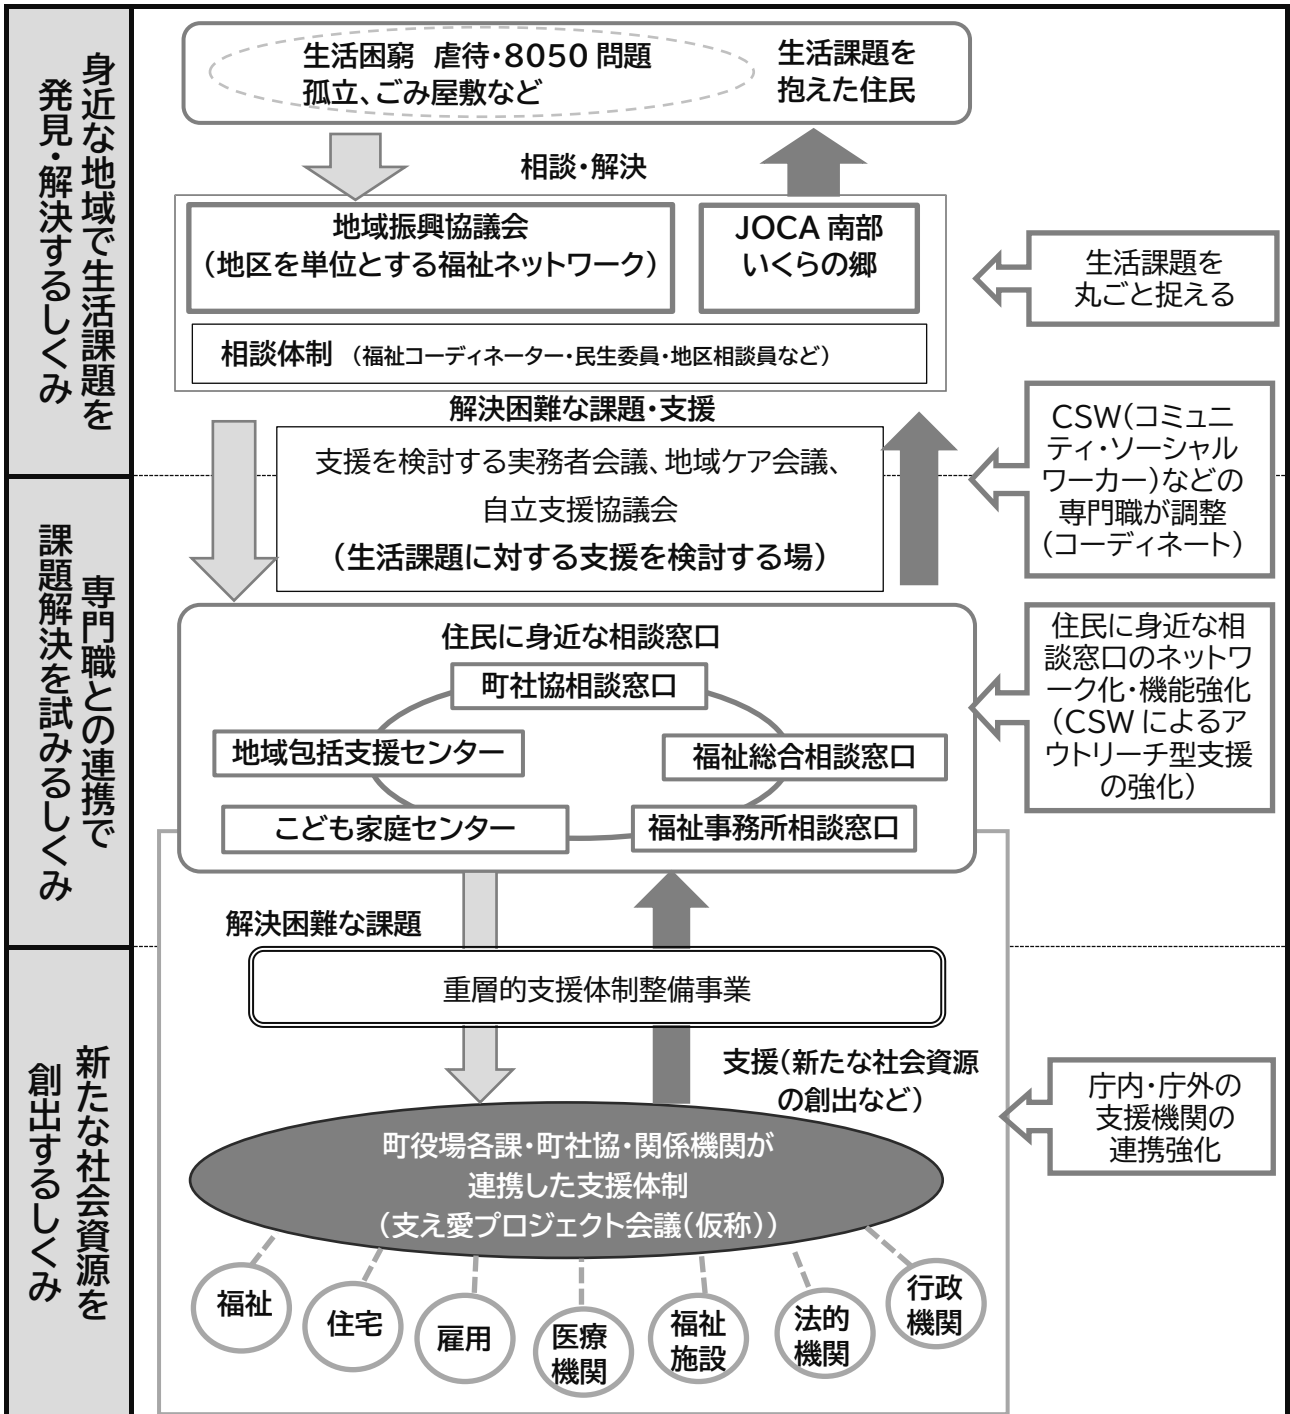 身近な地域で生活課題を
発見・解決するしくみ
生活困窮 虐待・8050問題
孤立、ごみ屋敷など
生活課題を
抱えた住民
相談・解決
地域振興協議会
（地区を単位とする福祉ネットワーク）
JOCA南部
いくらの郷
相談体制 （福祉コーディネーター・民生委員・地区相談員など）
生活課題を
丸ごと捉える
解決困難な課題・支援
支援を検討する実務者会議、地域ケア会議、
自立支援協議会
（生活課題に対する支援を検討する場）
CSW（コミュニ
ティ・ソーシャル
ワーカー）などの
専門職が調整
（コーディネート）
専門職との連携で
課題解決を試みるしくみ
住民に身近な相談窓口
町社協相談窓口
地域包括支援センター
福祉総合相談窓口
こども家庭センター
福祉事務所相談窓口
住民に身近な相
談窓口のネットワ
ーク化・機能強化
（CSWによるア
ウトリーチ型支援
の強化）
解決困難な課題
重層的支援体制整備事業
新たな社会資源を
創出するしくみ
支援（新たな社会資源
の創出など）
町役場各課・町社協・関係機関が
連携した支援体制
（支え愛プロジェクト会議（仮称））
庁内・庁外の
支援機関の
連携強化
福祉
住宅
雇用
医療
機関
福祉
施設
法的
機関
行政
機関